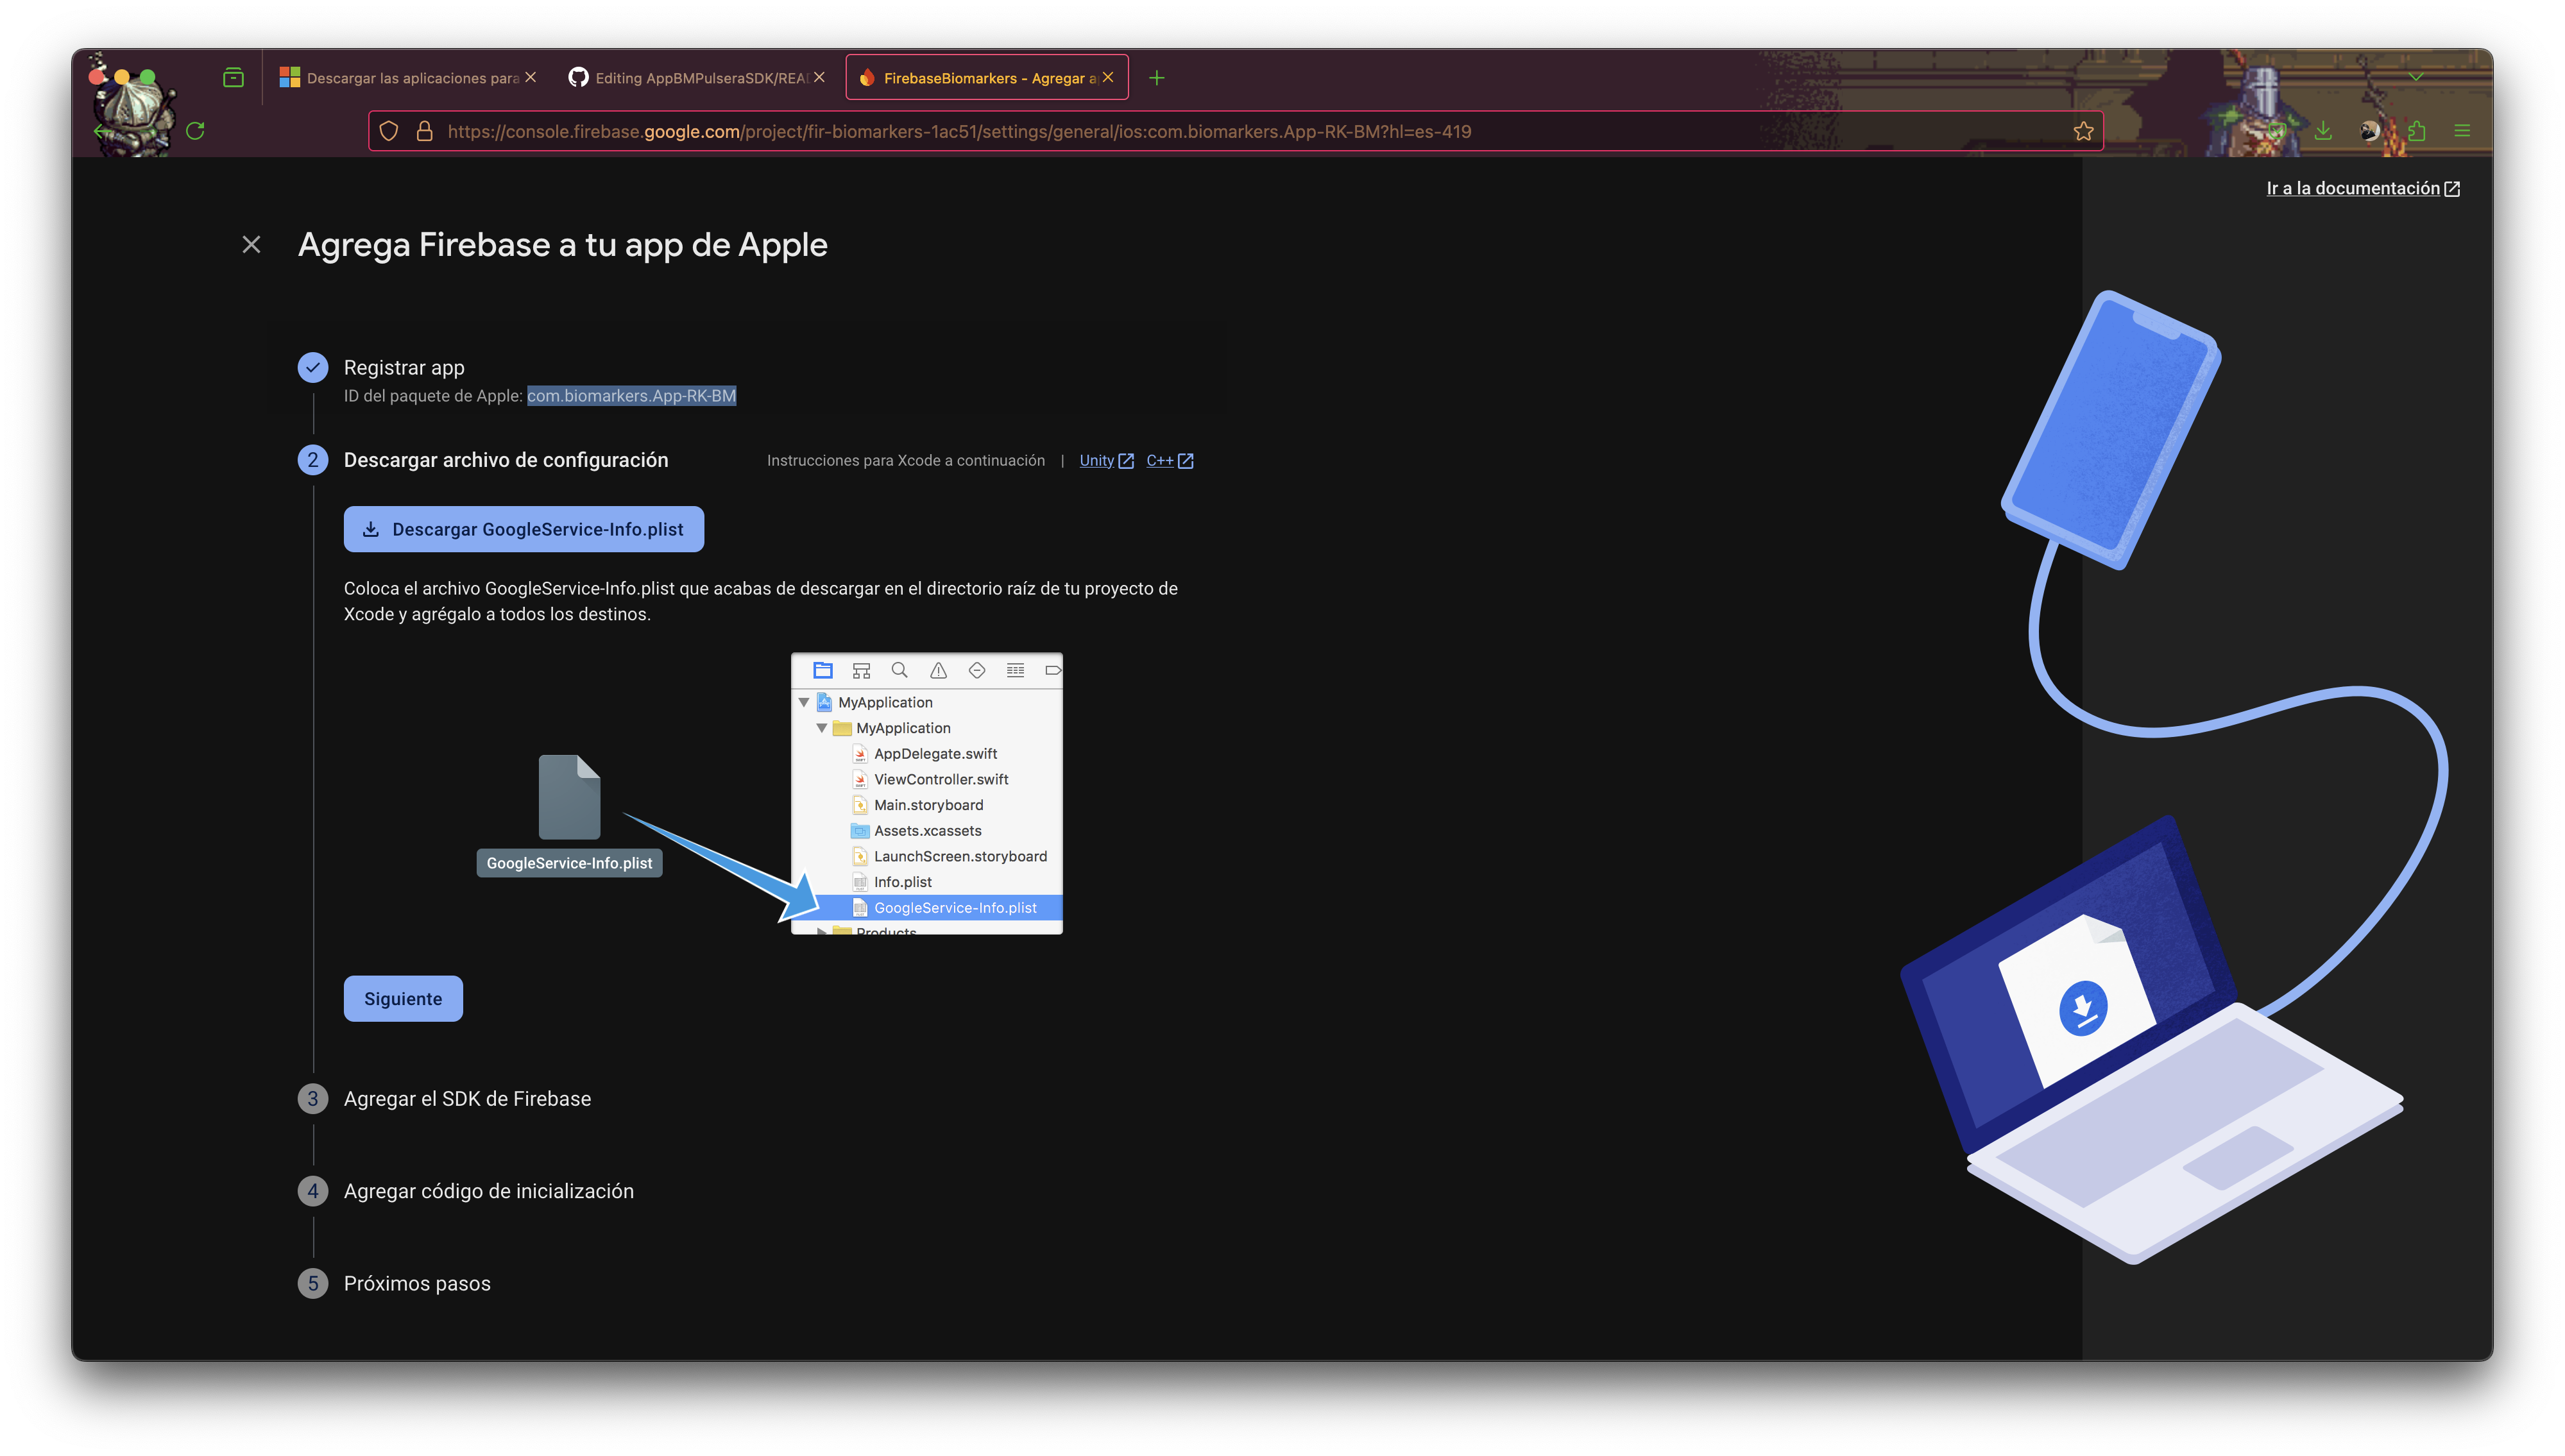 Descargar las aplicaciones para
Editing AppBMPulseraSDK/REA
FirebaseBiomarkers - Agregar a
https://console.firebase.google.com/project/fir-biomarkers-1ac51/settings/general/ios:com.biomarkers.App-RK-BM?hl=es-419
Ir a la documentación
Agrega Firebase a tu app de Apple
Registrar app
ID del paquete de Apple: com.biomarkers.App-RK-BM
2 Descargar archivo de configuración Instrucciones para Xcode a continuación | Unity C++
Descargar GoogleService-Info.plist
Coloca el archivo GoogleService-Info.plist que acabas de descargar en el directorio raíz de tu proyecto de
Xcode y agrégalo a todos los destinos.
GoogleService-Info.plist
MyApplication
MyApplication
AppDelegate.swift
ViewController.swift
Main.storyboard
Assets.xcassets
LaunchScreen.storyboard
Info.plist
GoogleService-Info.plist
Products
Siguiente
3 Agregar el SDK de Firebase
4 Agregar código de inicialización
5 Próximos pasos